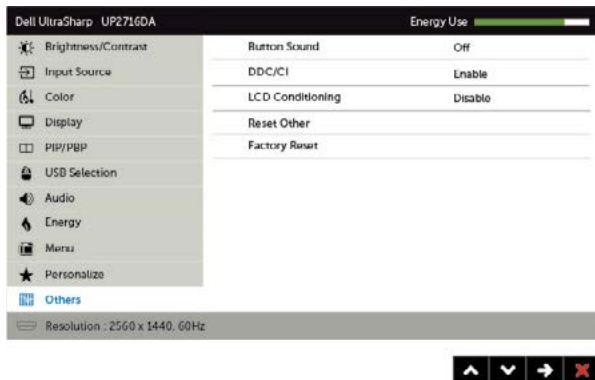 Dell UltraSharp UP2716DA Energy Use
Brightness/Contrast Button Sound Off
Input Source DDC/CI Enable
Color LCD Conditioning Disable
Display Reset Other
PIP/PBP Factory Reset
USB Selection
Audio
Energy
Menu
Personalize
Others
Resolution : 2560 x 1440, 60Hz